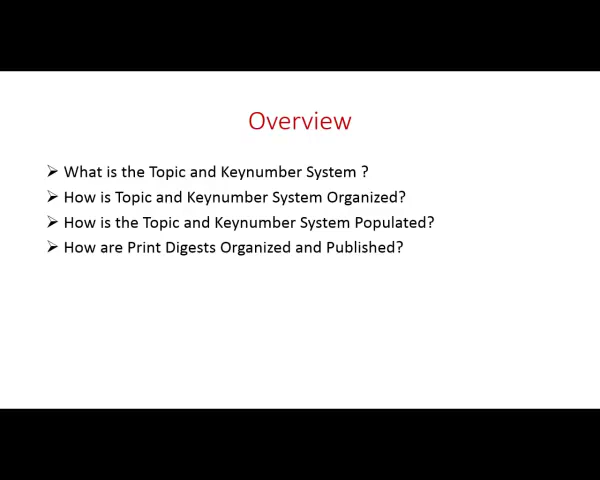 Overview
➢ What is the Topic and Keynumber System ?
➢ How is Topic and Keynumber System Organized?
➢ How is the Topic and Keynumber System Populated?
➢ How are Print Digests Organized and Published?